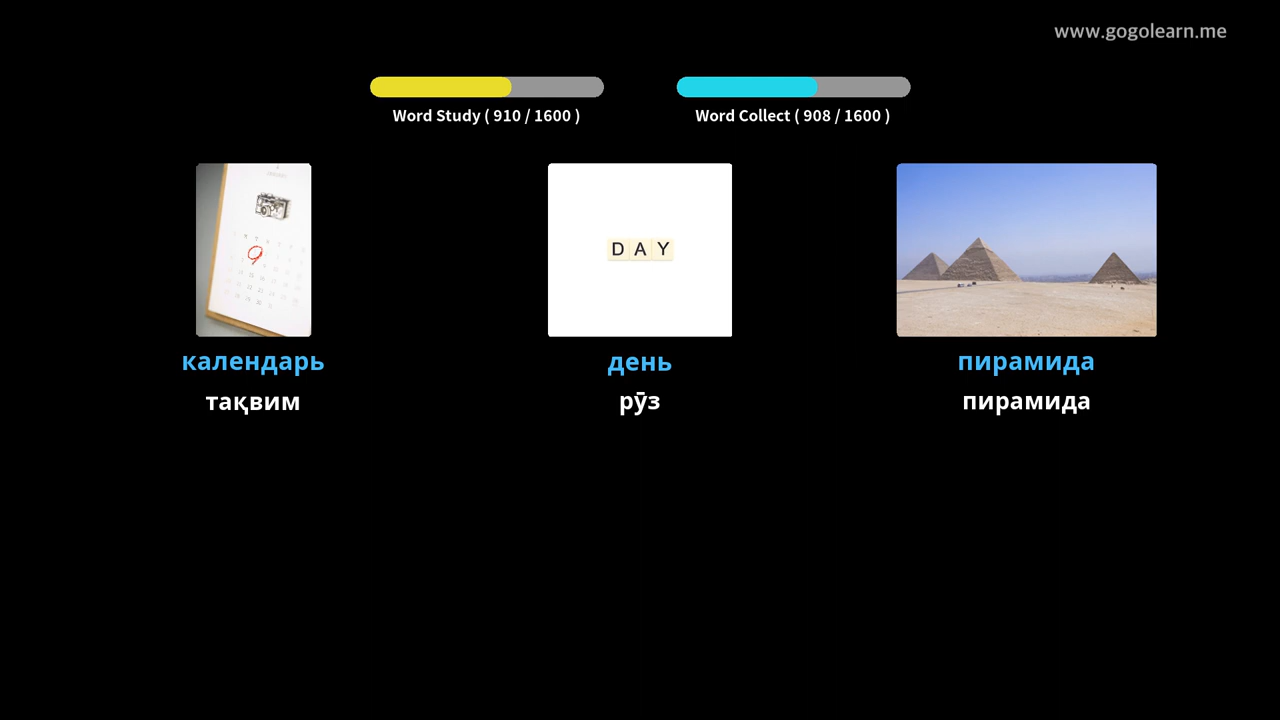 www.gogolearn.me
Word Study ( 910 / 1600 )
Word Collect ( 908 / 1600 )
DAY
календарь
день
пирамида
тақвим
рӯз
пирамида